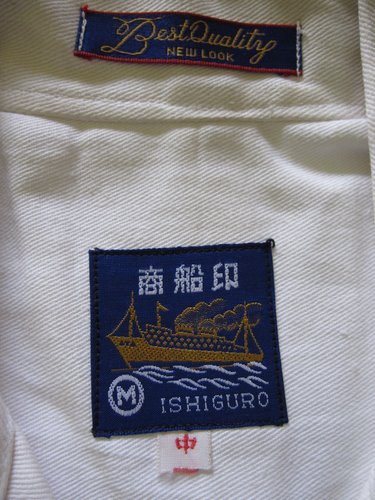 Best Quality
NEW LOOK
商船印
M
ISHIGURO
中